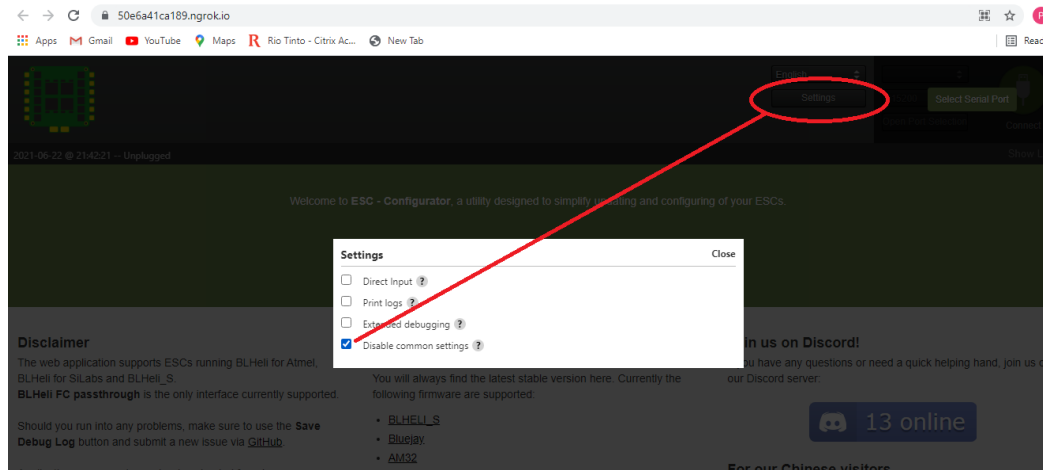 50e6a41ca189.ngrok.io
Apps Gmail YouTube Maps Rio Tinto - Citrix Ac... New Tab
English
Settings
Select Serial Port
2021-06-22 @ 21:42:21 -- Unplugged
Welcome to ESC - Configurator, a utility designed to simplify updating and configuring of your ESCs.
Settings
Close
Direct Input ?
Print logs ?
Extended debugging ?
Disable common settings ?
Disclaimer
The web application supports ESCs running BLHeli for Atmel,
BLHeli for SiLabs and BLHeli_S.
BLHeli FC passthrough is the only interface currently supported.
Should you run into any problems, make sure to use the Save
Debug Log button and submit a new issue via GitHub.
You will always find the latest stable version here. Currently the
following firmware are supported:
• BLHELI_S
• Bluejay
• AM32
in us on Discord!
you have any questions or need a quick helping hand, join us
our Discord server:
13 online
For our Chinese visitors